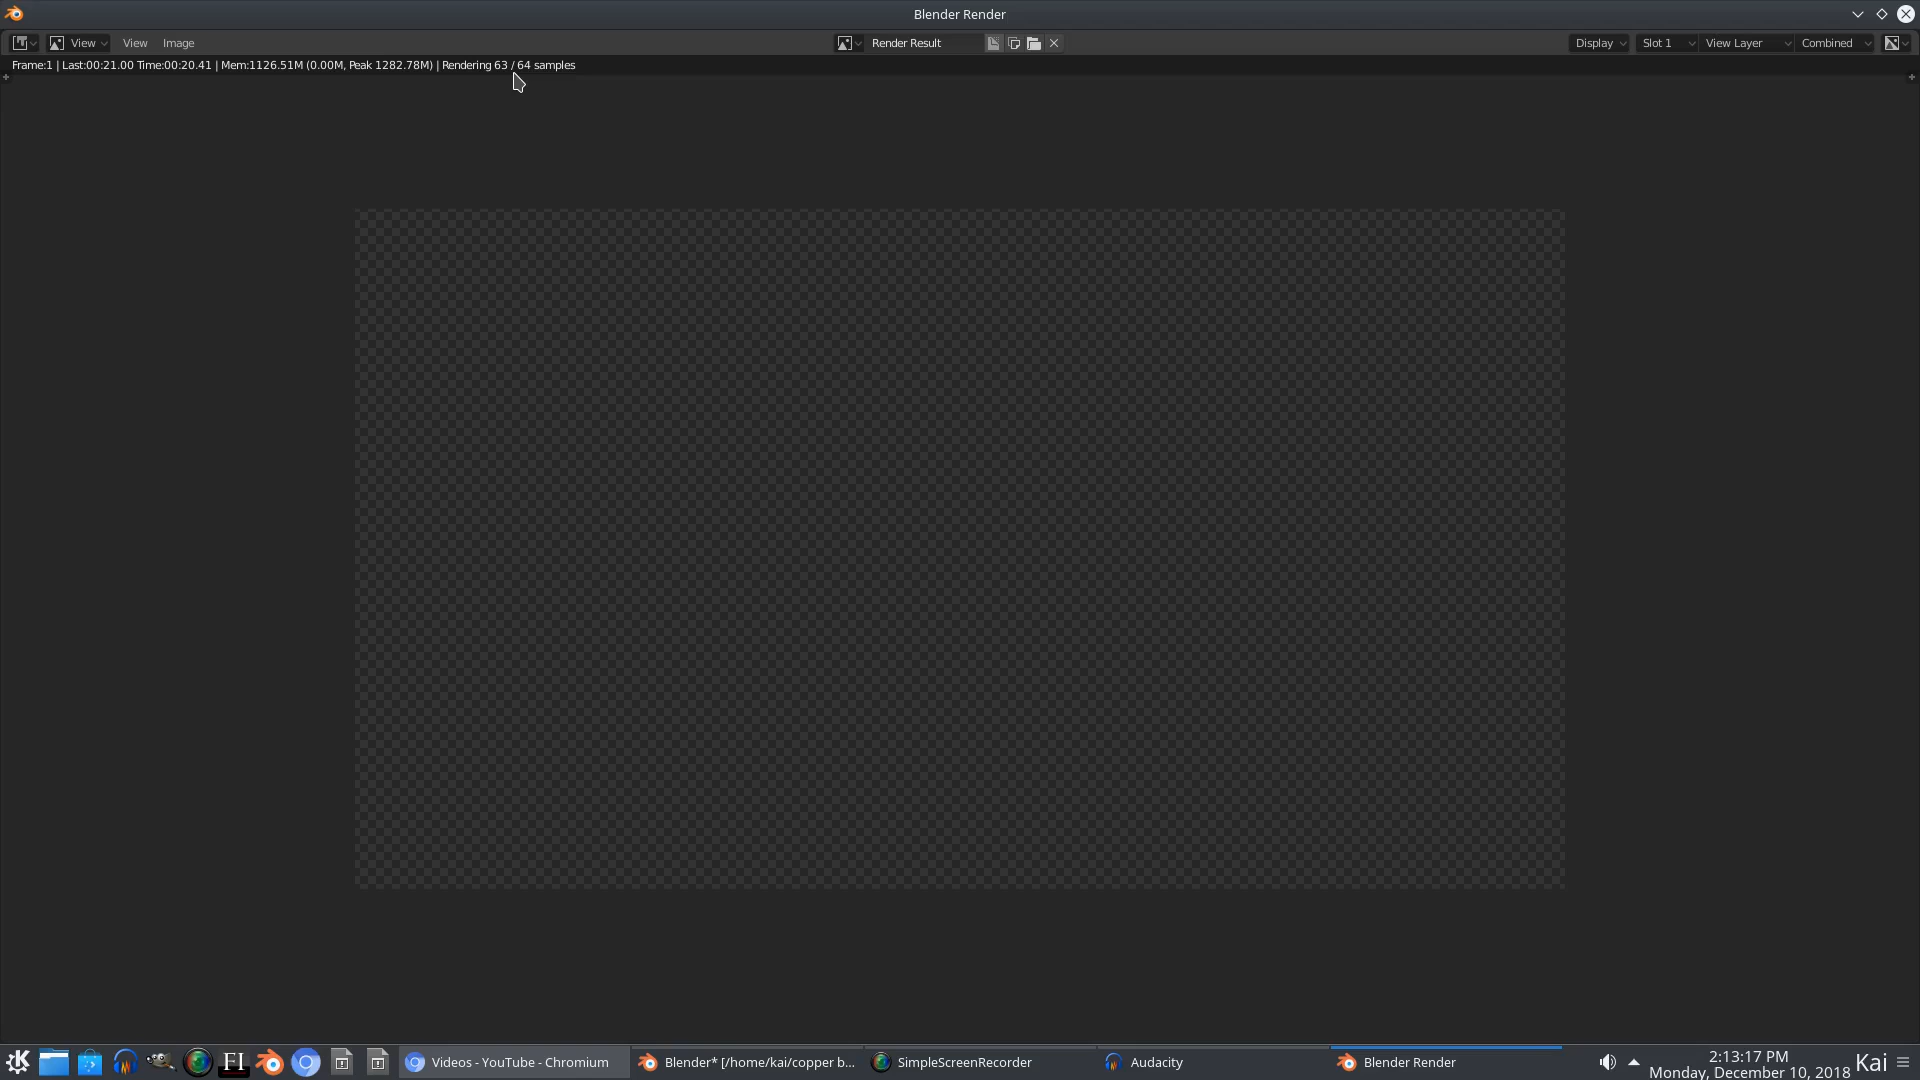 Blender Render
View View Image Render Result Display Slot 1 View Layer Combined
Frame:1 | Last:00:21.00 Time:00:20.41 | Mem:1126.51M (0.00M, Peak 1282.78M) | Rendering 63 / 64 samples
Videos - YouTube - Chromium Blender* [/home/kai/copper b... SimpleScreenRecorder Audacity Blender Render 2:13:17 PM Kai
Monday, December 10, 2018